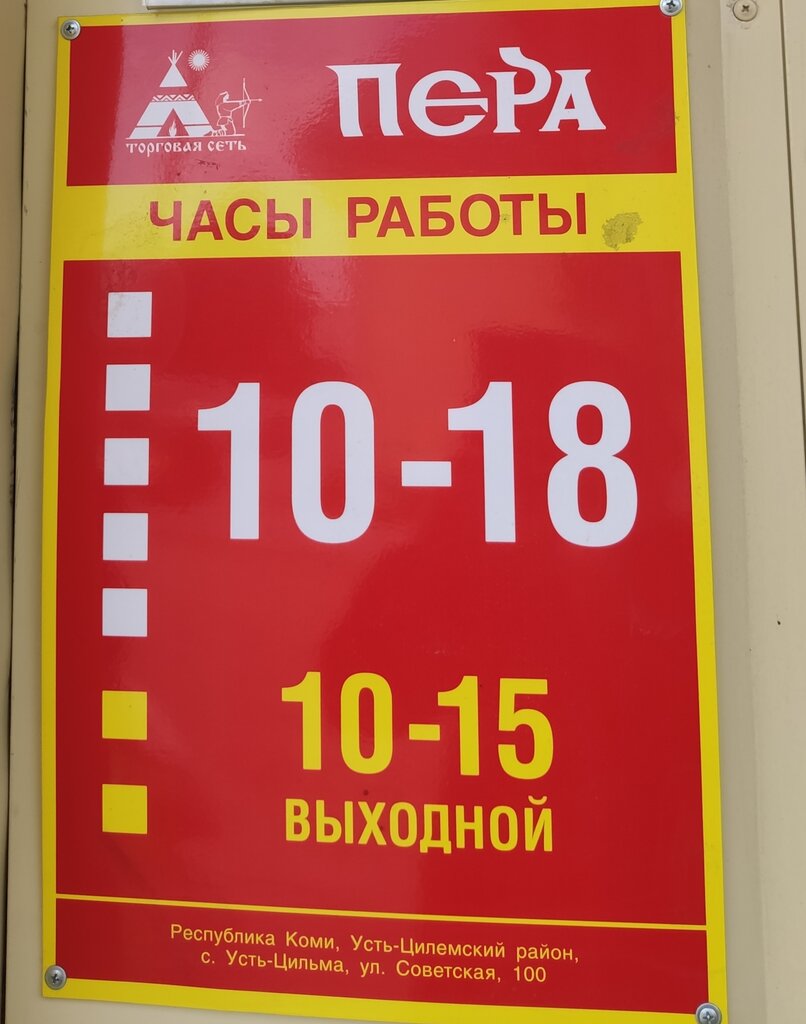 ПЕРА
ТОРГОВАЯ СЕТЬ
ЧАСЫ РАБОТЫ
10-18
10-15
ВЫХОДНОЙ
Республика Коми, Усть-Цилемский район,
с. Усть-Цильма, ул. Советская, 100